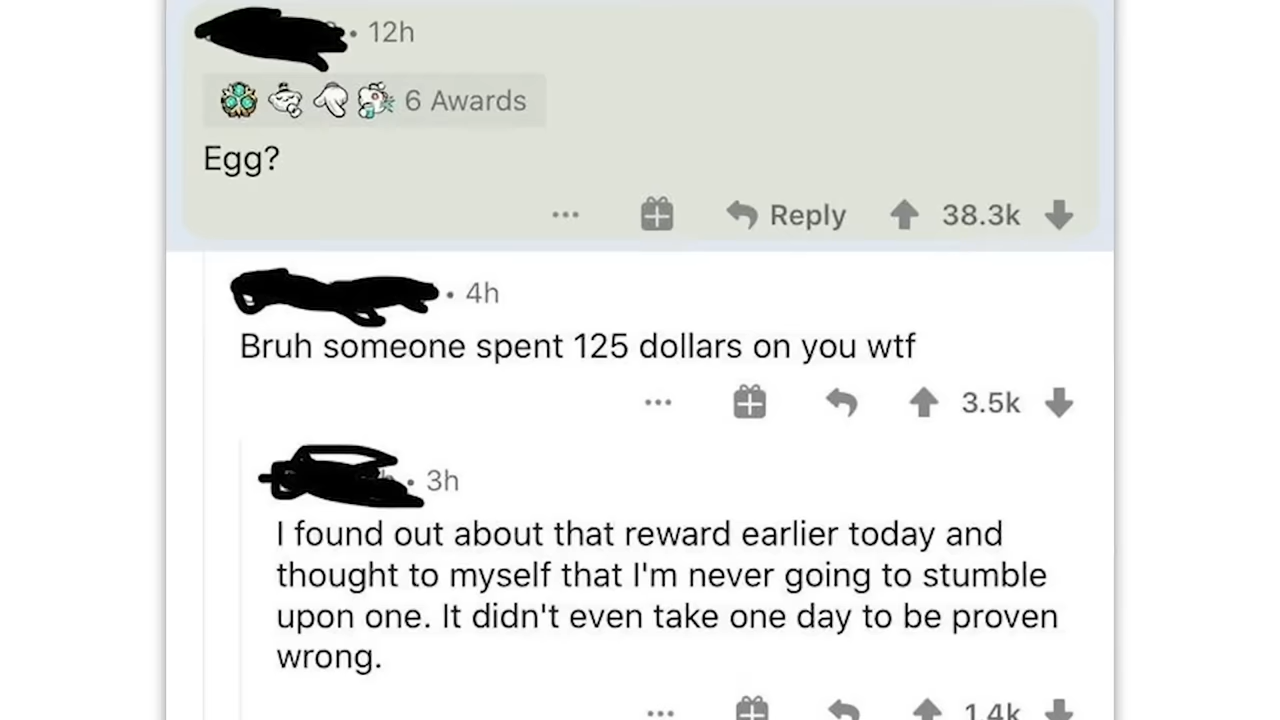 • 12h
6 Awards
Egg?
... Reply 38.3k
• 4h
Bruh someone spent 125 dollars on you wtf
... 3.5k
• 3h
I found out about that reward earlier today and
thought to myself that I'm never going to stumble
upon one. It didn't even take one day to be proven
wrong.
... 1.4k